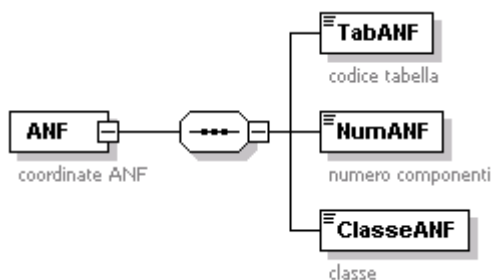 TabANF
codice tabella
ANF
coordinate ANF
NumANF
numero componenti
ClasseANF
classe